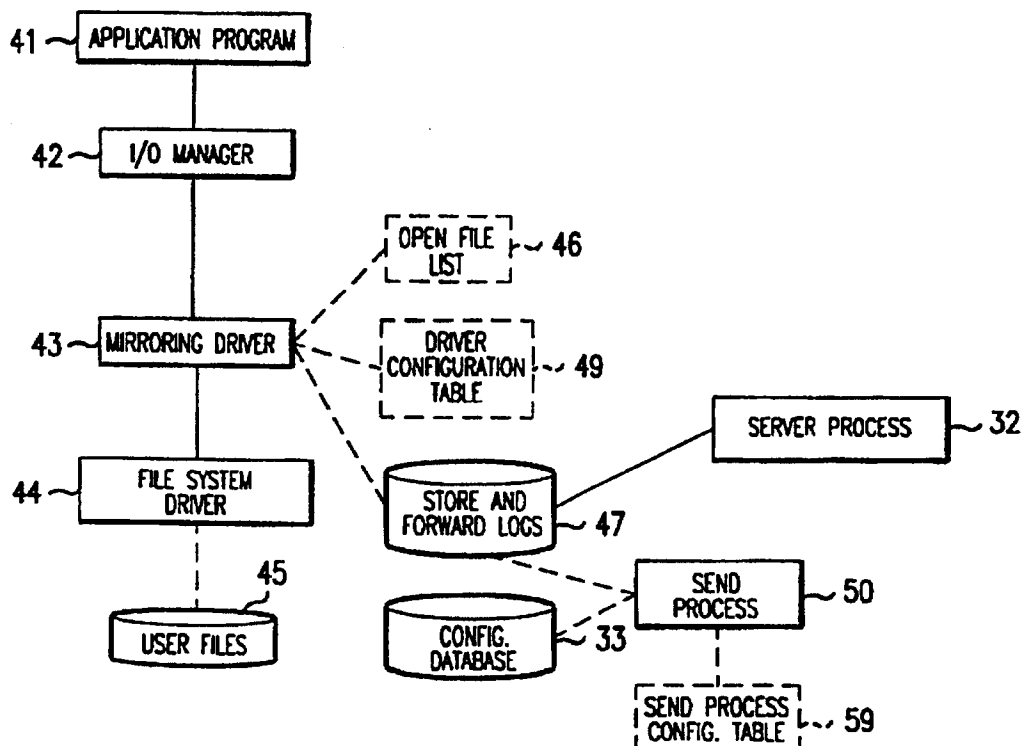 41
APPLICATION PROGRAM
42
I/O MANAGER
OPEN FILE
LIST
46
43
MIRRORING DRIVER
DRIVER
CONFIGURATION
TABLE
49
SERVER PROCESS
32
44
FILE SYSTEM
DRIVER
STORE AND
FORWARD LOGS
47
45
USER FILES
SEND
PROCESS
50
CONFIG.
DATABASE
33
SEND PROCESS
CONFIG. TABLE
59